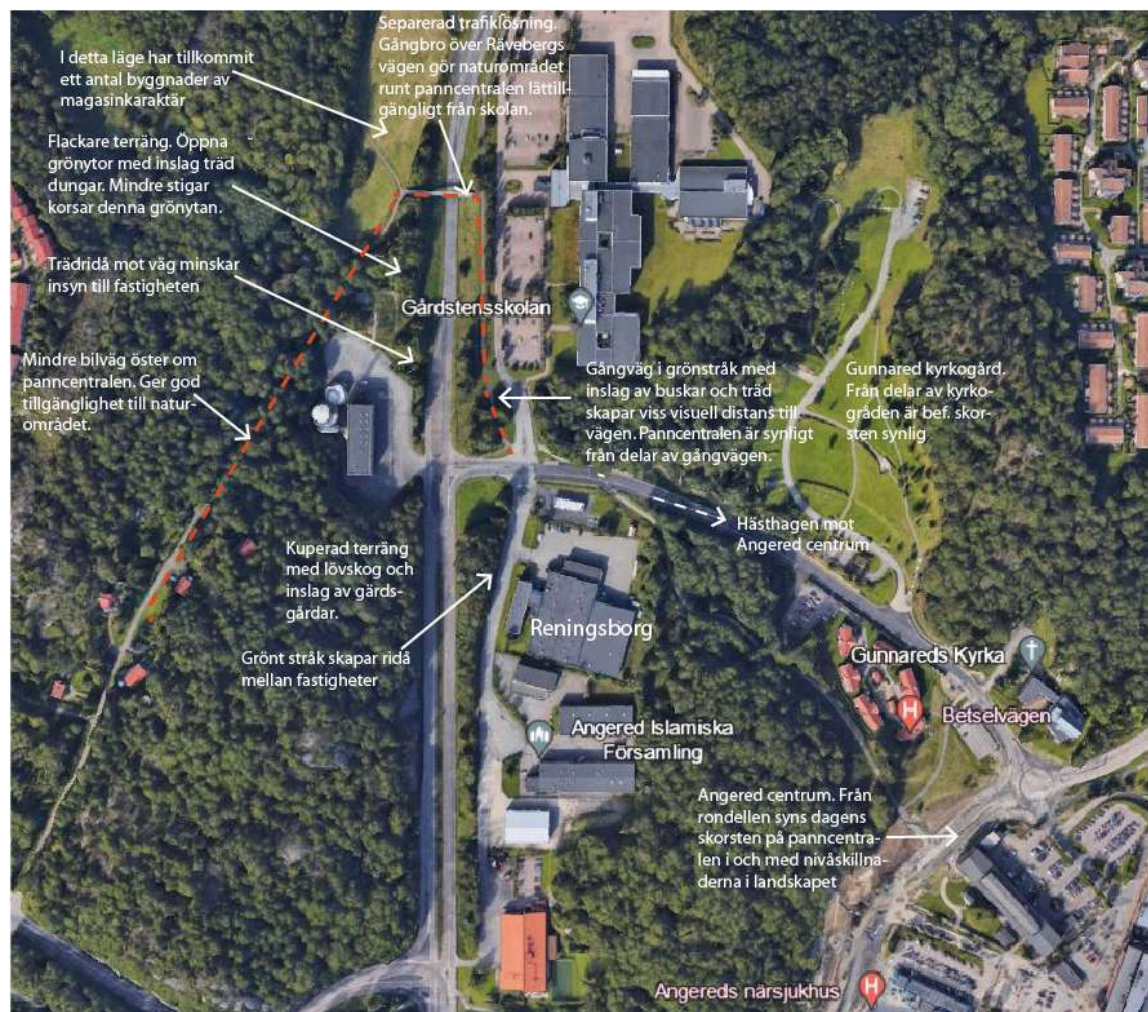 I detta läge har tillkommit
ett antal byggnader av
magasinkaraktär
Separerad trafiklösning.
Gångbro över Rävebergs
vägen gör naturområdet
runt panncentralen lättill-
gängligt från skolan.
Flackare terräng. Öppna
grönytor med inslag träd
dungar. Mindre stigar
korsar denna grönytan.
Trädridå mot väg minskar
insyn till fastigheten
Gårdstensskolan
Mindre bilväg öster om
panncentralen. Ger god
tillgänglighet till natur-
området.
Gångväg i grönstråk med
inslag av buskar och träd
skapar viss visuell distans till
vägen. Panncentralen är synligt
från delar av gångvägen.
Gunnared kyrkogård.
Från delar av kyrko-
gråden är bef. skor-
sten synlig
Hästhagen mot
Angered centrum
Kuperad terräng
med lövskog och
inslag av gärds-
gårdar.
Reningsborg
Grönt stråk skapar ridå
mellan fastigheter
Gunnareds Kyrka
Betselvägen
Angered Islamiska
Församling
Angered centrum. Från
rondellen syns dagens
skorsten på panncentra-
len i och med nivåskillna-
derna i landskapet
Angereds närsjukhus